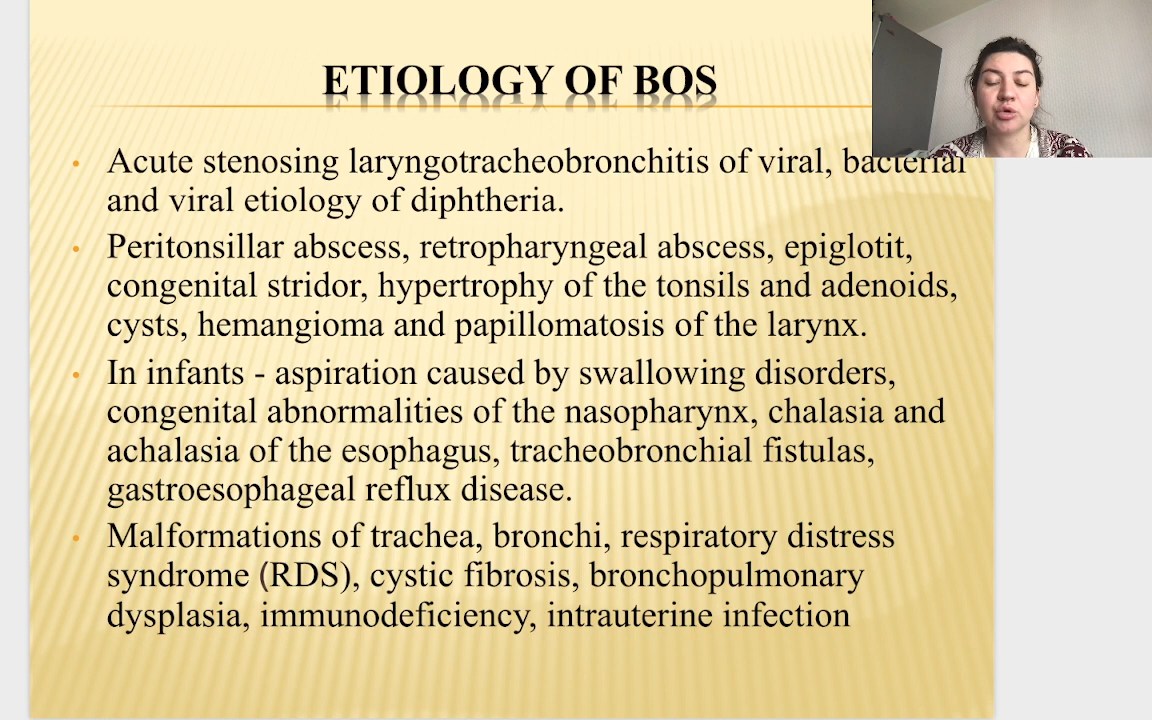 ETIOLOGY OF BOS
• Acute stenosing laryngotracheobronchitis of viral, bacterial
and viral etiology of diphtheria.
• Peritonsillar abscess, retropharyngeal abscess, epiglotit,
congenital stridor, hypertrophy of the tonsils and adenoids,
cysts, hemangioma and papillomatosis of the larynx.
• In infants - aspiration caused by swallowing disorders,
congenital abnormalities of the nasopharynx, chalasia and
achalasia of the esophagus, tracheobronchial fistulas,
gastroesophageal reflux disease.
• Malformations of trachea, bronchi, respiratory distress
syndrome (RDS), cystic fibrosis, bronchopulmonary
dysplasia, immunodeficiency, intrauterine infection